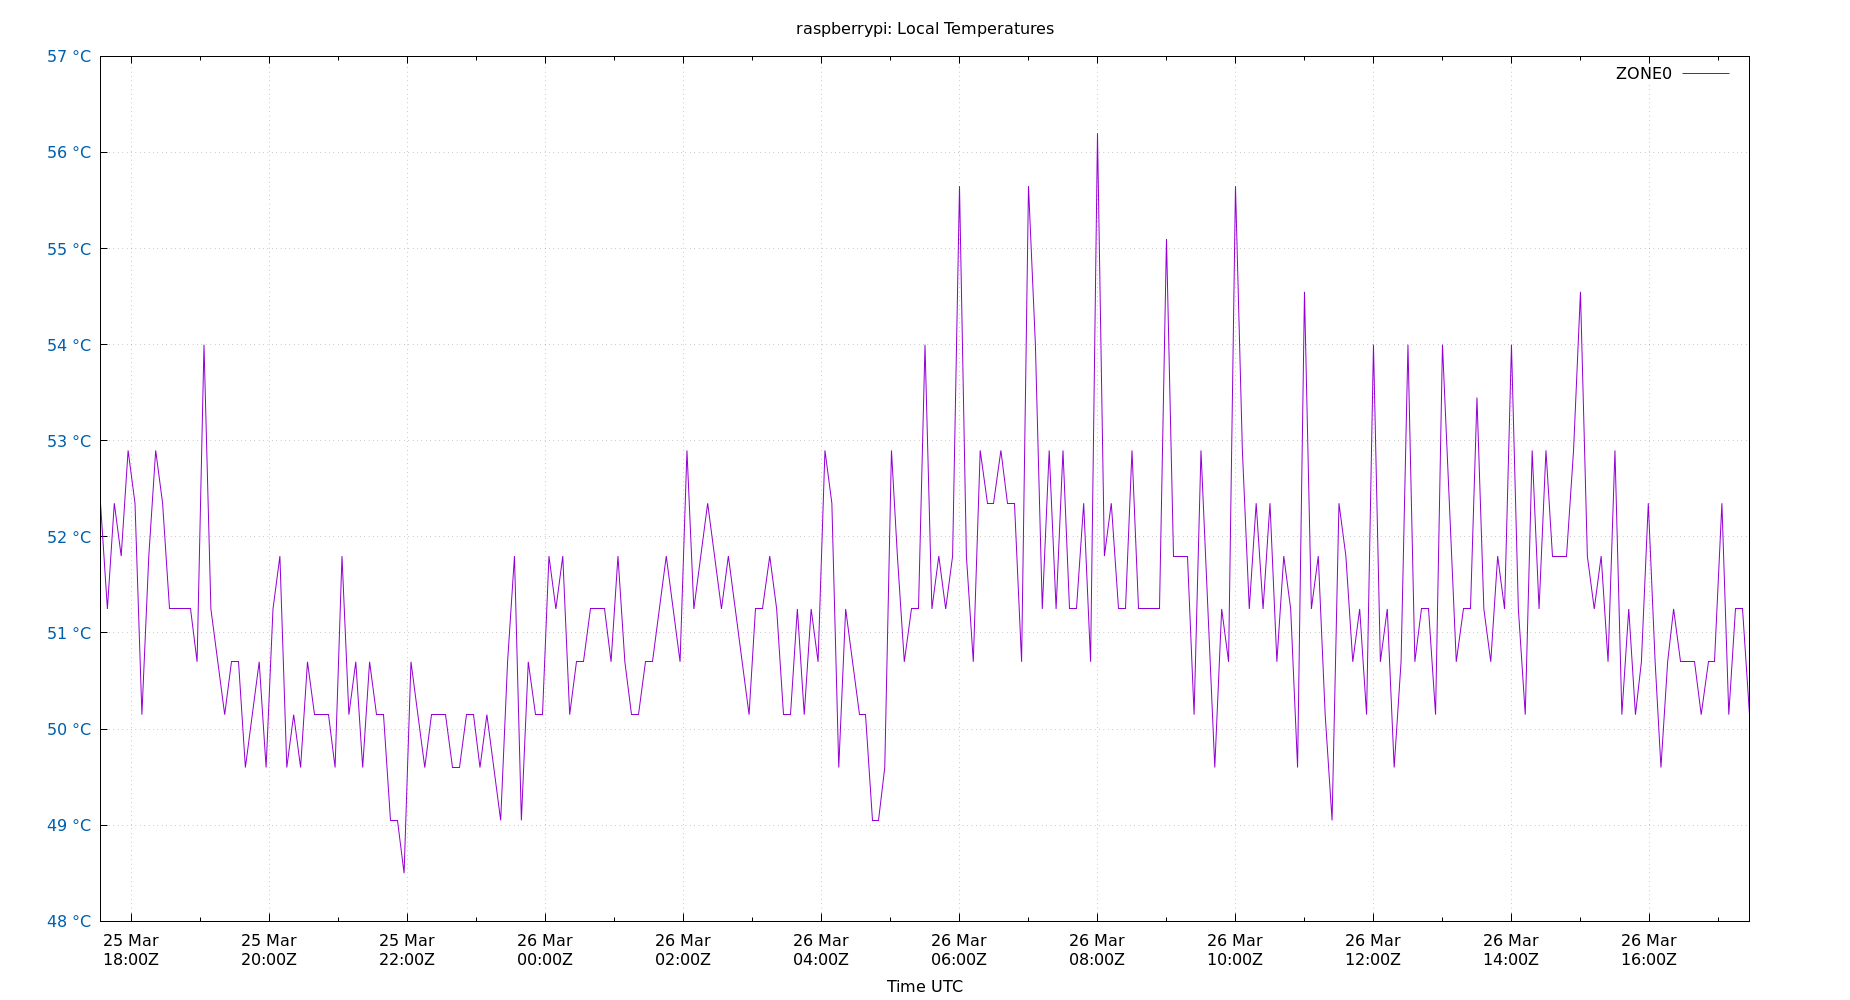 raspberrypi: Local Temperatures
57 °C
ZONE0
56 °C
55 °C
54 °C
53 °C
52 °C
51 °C
50 °C
49 °C
48 °C
25 Mar 25 Mar 25 Mar 26 Mar 26 Mar 26 Mar 26 Mar 26 Mar 26 Mar 26 Mar 26 Mar 26 Mar
18:00Z 20:00Z 22:00Z 00:00Z 02:00Z 04:00Z 06:00Z 08:00Z 10:00Z 12:00Z 14:00Z 16:00Z
Time UTC